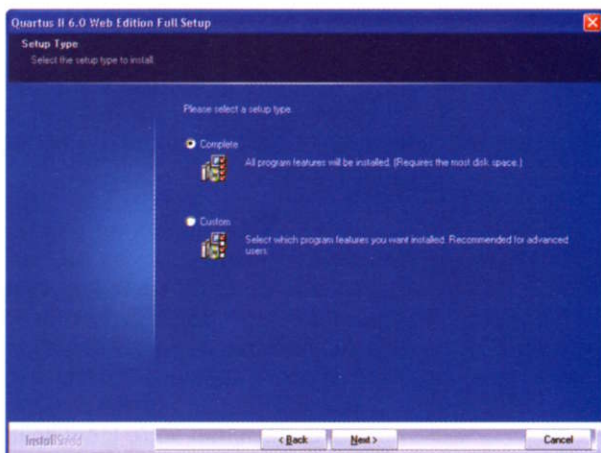 Quartus II 6.0 Web Edition Full Setup
Setup Type
Select the setup type to install.
Please select a setup type.
Complete
All program features will be installed. (Requires the most disk space.)
Custom
Select which program features you want installed. Recommended for advanced
users.
InstallShield
< Back
Next >
Cancel